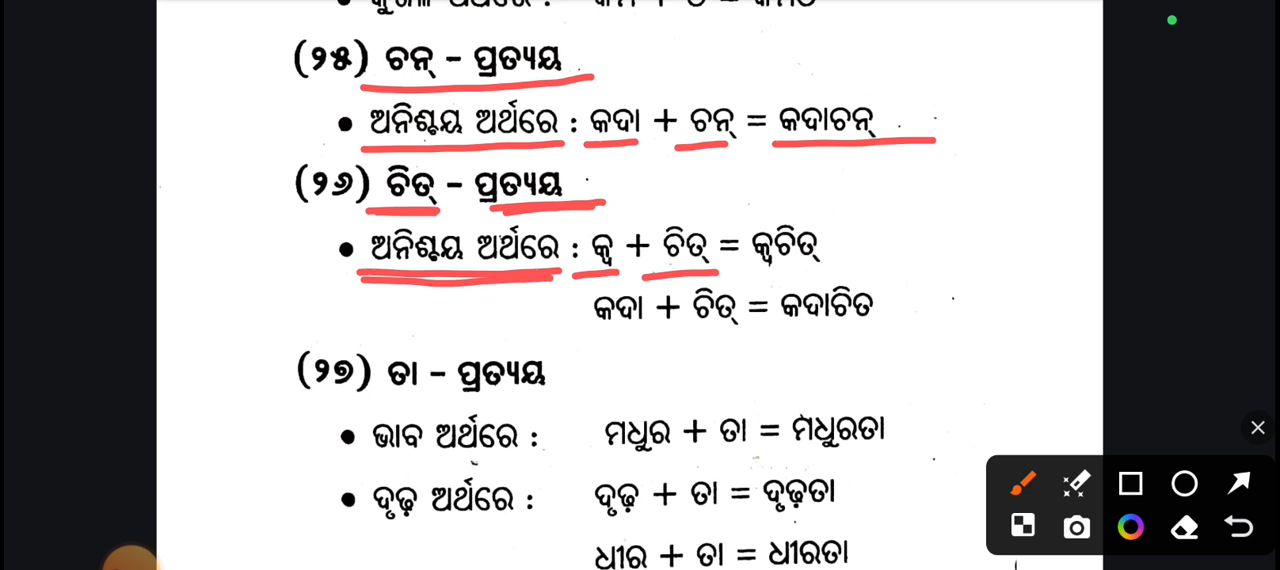 (୨୫) ଚନ୍ – ପ୍ରତ୍ୟୟ
• ଅନିଶ୍ଚୟ ଅର୍ଥରେ : କଦା + ଚନ୍ = କଦାଚନ୍
(୨୬) ଚିତ୍ – ପ୍ରତ୍ୟୟ
• ଅନିଶ୍ଚୟ ଅର୍ଥରେ : କ୍ୱ + ଚିତ୍ = କ୍ୱଚିତ୍
କଦା + ଚିତ୍ = କଦାଚିତ
(୨୭) ତା – ପ୍ରତ୍ୟୟ
• ଭାବ ଅର୍ଥରେ : ମଧୁର + ତା = ମଧୁରତା
• ଦୃଢ଼ ଅର୍ଥରେ : ଦୃଢ଼ + ତା = ଦୃଢ଼ତା
ଧୀର + ତା = ଧୀରତା